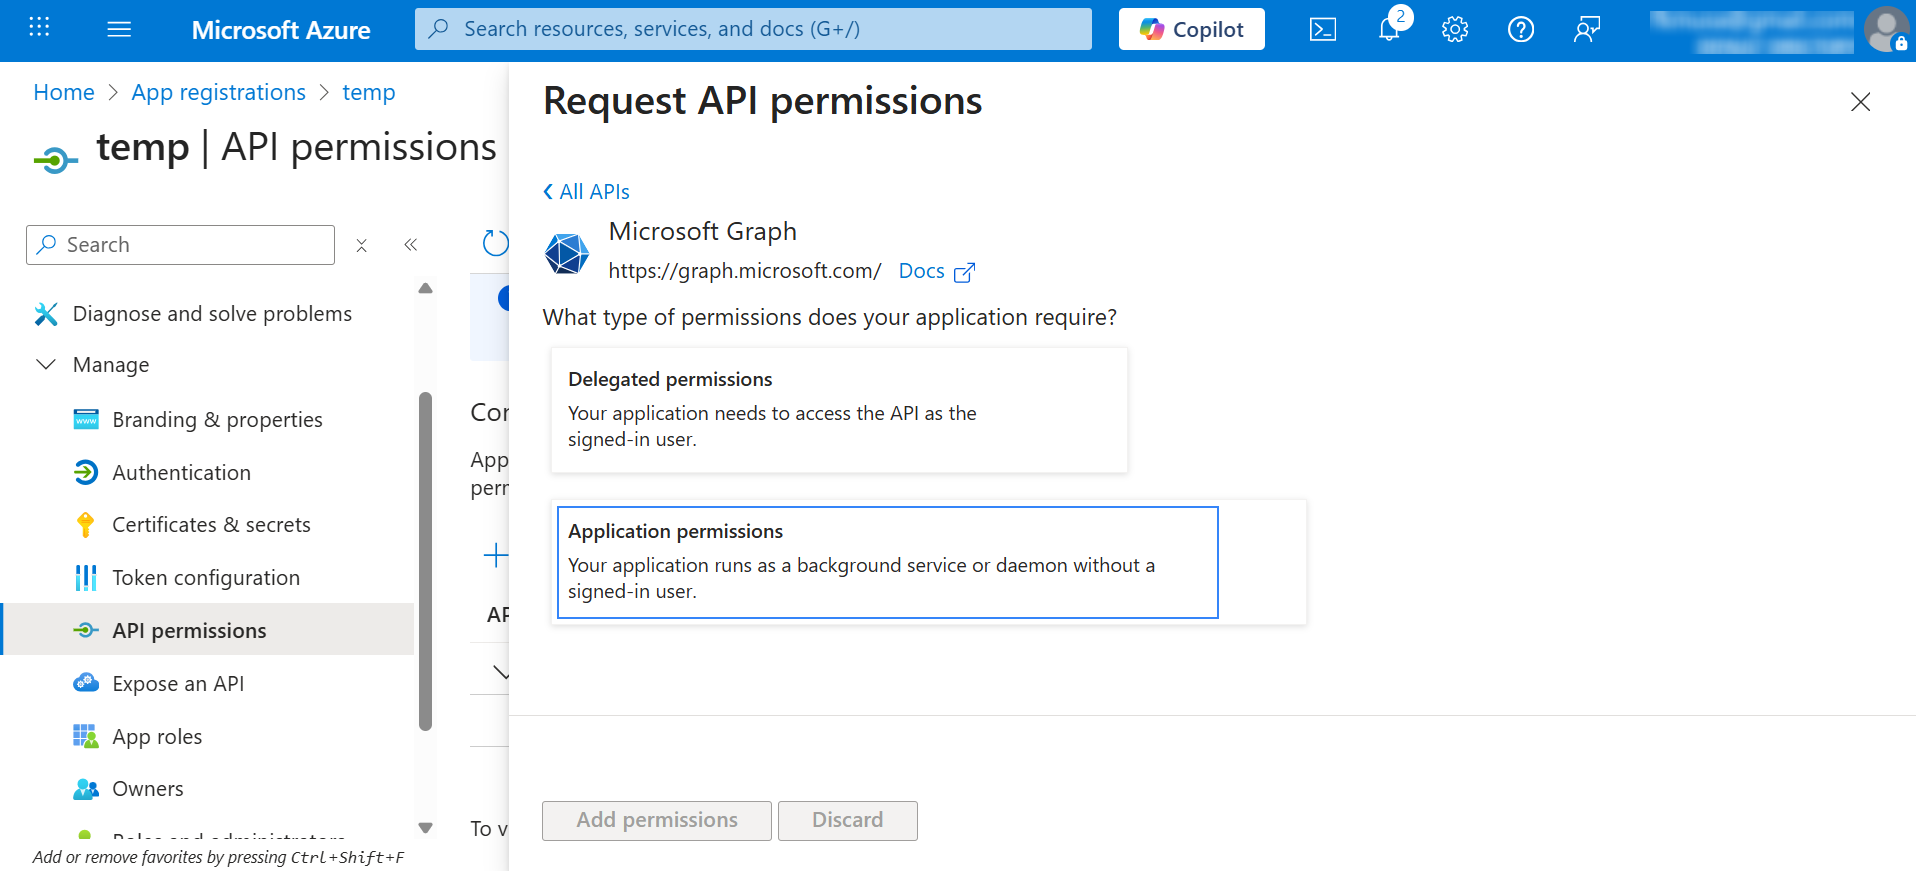 Microsoft Azure
Search resources, services, and docs (G+/)
Copilot
2
Home > App registrations > temp
temp | API permissions
Search
Diagnose and solve problems
Manage
Branding & properties
Authentication
Certificates & secrets
Token configuration
API permissions
Expose an API
App roles
Owners
Roles and administrators
Add or remove favorites by pressing Ctrl+Shift+F
Cor
App
perm
AP
To v
Request API permissions
All APIs
Microsoft Graph
https://graph.microsoft.com/ Docs
What type of permissions does your application require?
Delegated permissions
Your application needs to access the API as the
signed-in user.
Application permissions
Your application runs as a background service or daemon without a
signed-in user.
Add permissions
Discard